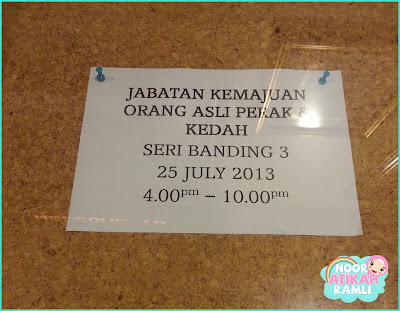 JABATAN KEMAJUAN
ORANG ASLI PERAK &
KEDAH
SERI BANDING 3
25 JULY 2013
4.00pm – 10.00pm
NOOR
ATIKAH
RAMLI